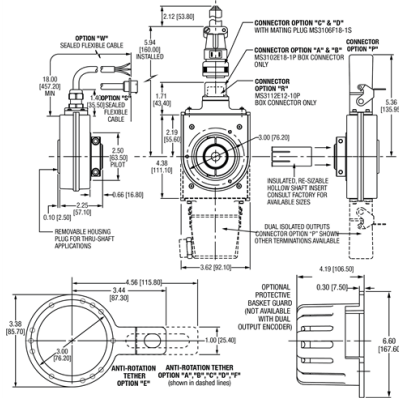 OPTION "W"
SEALED FLEXIBLE CABLE
2.12 [53.80]
5.94
[160.00]
INSTALLED
CONNECTOR OPTION "C" & "D"
WITH MATING PLUG MS3106F18-1S
CONNECTOR OPTION "A" & "B"
MS3102E18-1P BOX CONNECTOR
ONLY
CONNECTOR
OPTION
"R"
MS3112E12-10P
BOX CONNECTOR ONLY
CONNECTOR
OPTION
"P"
18.00
[457.20]
MIN
1.40
[35.50]
OPTION "S"
SEALED
FLEXIBLE
CABLE
1.71
[43.40]
2.19
[55.60]
3.00 [76.20]
5.36
[135.95]
2.50
[63.50]
PILOT
4.38
[111.10]
0.66 [16.80]
2.25
[57.10]
0.10 [2.50]
INSULATED, RE-SIZABLE
HOLLOW SHAFT INSERT
CONSULT FACTORY FOR
AVAILABLE SIZES
REMOVABLE HOUSING
PLUG FOR THRU-SHAFT
APPLICATIONS
DUAL ISOLATED OUTPUTS
CONNECTOR OPTION "P" SHOWN
OTHER TERMINATIONS AVAILABLE
3.62 [92.10]
4.56 [115.80]
3.44
[87.30]
3.38
[85.70]
3.00
[76.20]
1.00 [25.40]
ANTI-ROTATION
TETHER
OPTION "E"
ANTI-ROTATION TETHER
OPTION "A","B","C","D","F"
(shown in dashed lines)
4.19 [106.50]
0.30 [7.50]
OPTIONAL
PROTECTIVE
BASKET GUARD
(NOT AVAILABLE
WITH DUAL
OUTPUT ENCODER)
6.60
[167.60]